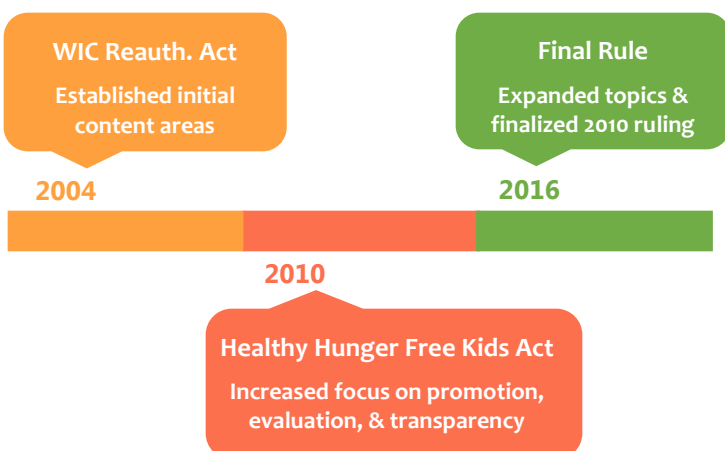 WIC Reauth. Act
Established initial
content areas
2004
Final Rule
Expanded topics &
finalized 2010 ruling
2016
2010
Healthy Hunger Free Kids Act
Increased focus on promotion,
evaluation, & transparency